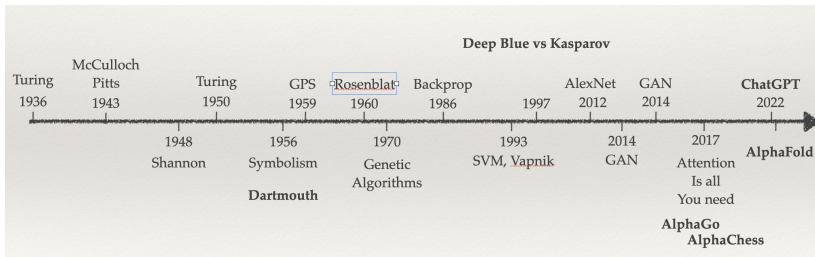 Deep Blue vs Kasparov
McCulloch
Pitts
1943
Turing
1936
Turing
1950
GPS
1959
Rosenblat
1960
Backprop
1986
1997
AlexNet
2012
GAN
2014
ChatGPT
2022
1948
Shannon
1956
Symbolism
Dartmouth
1970
Genetic
Algorithms
1993
SVM, Vapnik
2014
GAN
2017
Attention
Is all
You need
AlphaFold
AlphaGo
AlphaChess